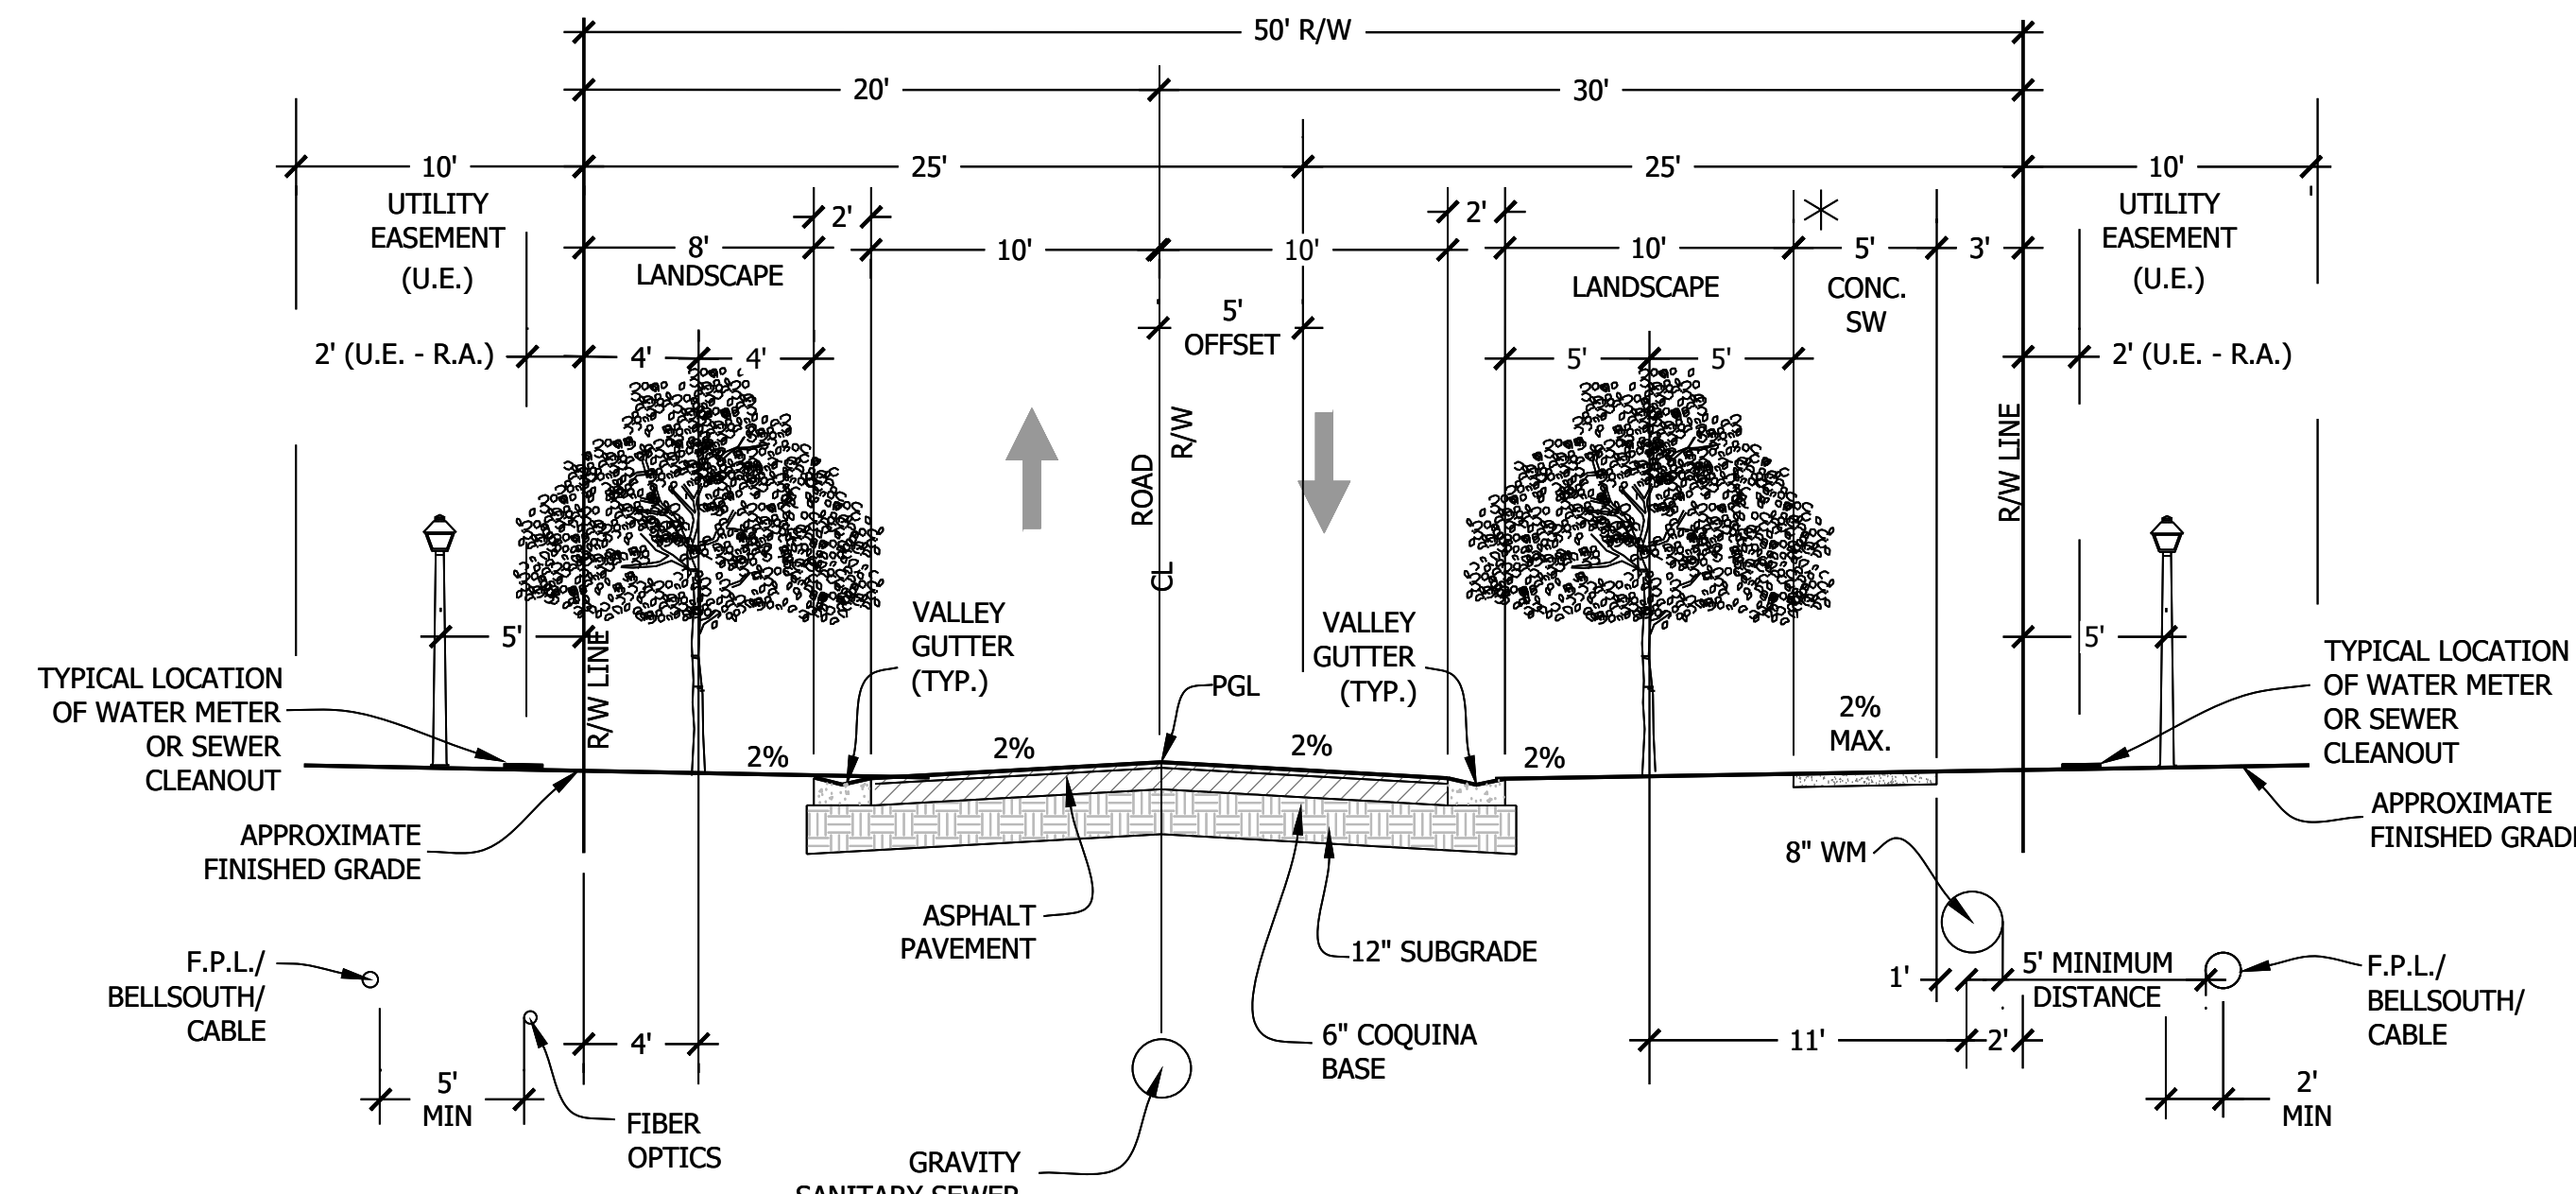 50' R/W
20'
30'
10'
25'
25'
10'
UTILITY
EASEMENT
(U.E.)
2'
2'
UTILITY
EASEMENT
(U.E.)
8'
LANDSCAPE
10'
10'
10'
LANDSCAPE
5'
CONC.
SW
3'
5'
OFFSET
2' (U.E. - R.A.)
4'
4'
5'
5'
2' (U.E. - R.A.)
R/W LINE
ROAD
R/W
CL
R/W LINE
5'
5'
VALLEY
GUTTER
(TYP.)
VALLEY
GUTTER
(TYP.)
PGL
TYPICAL LOCATION
OF WATER METER
OR SEWER
CLEANOUT
TYPICAL LOCATION
OF WATER METER
OR SEWER
CLEANOUT
2%
2%
2%
2%
2%
MAX.
APPROXIMATE
FINISHED GRADE
APPROXIMATE
FINISHED GRAD
8" WM
ASPHALT
PAVEMENT
12" SUBGRADE
6" COQUINA
BASE
F.P.L./
BELLSOUTH/
CABLE
1'
5' MINIMUM
DISTANCE
F.P.L./
BELLSOUTH/
CABLE
4'
11'
2'
5'
MIN
2'
MIN
FIBER
OPTICS
GRAVITY
SANITARY SEWER